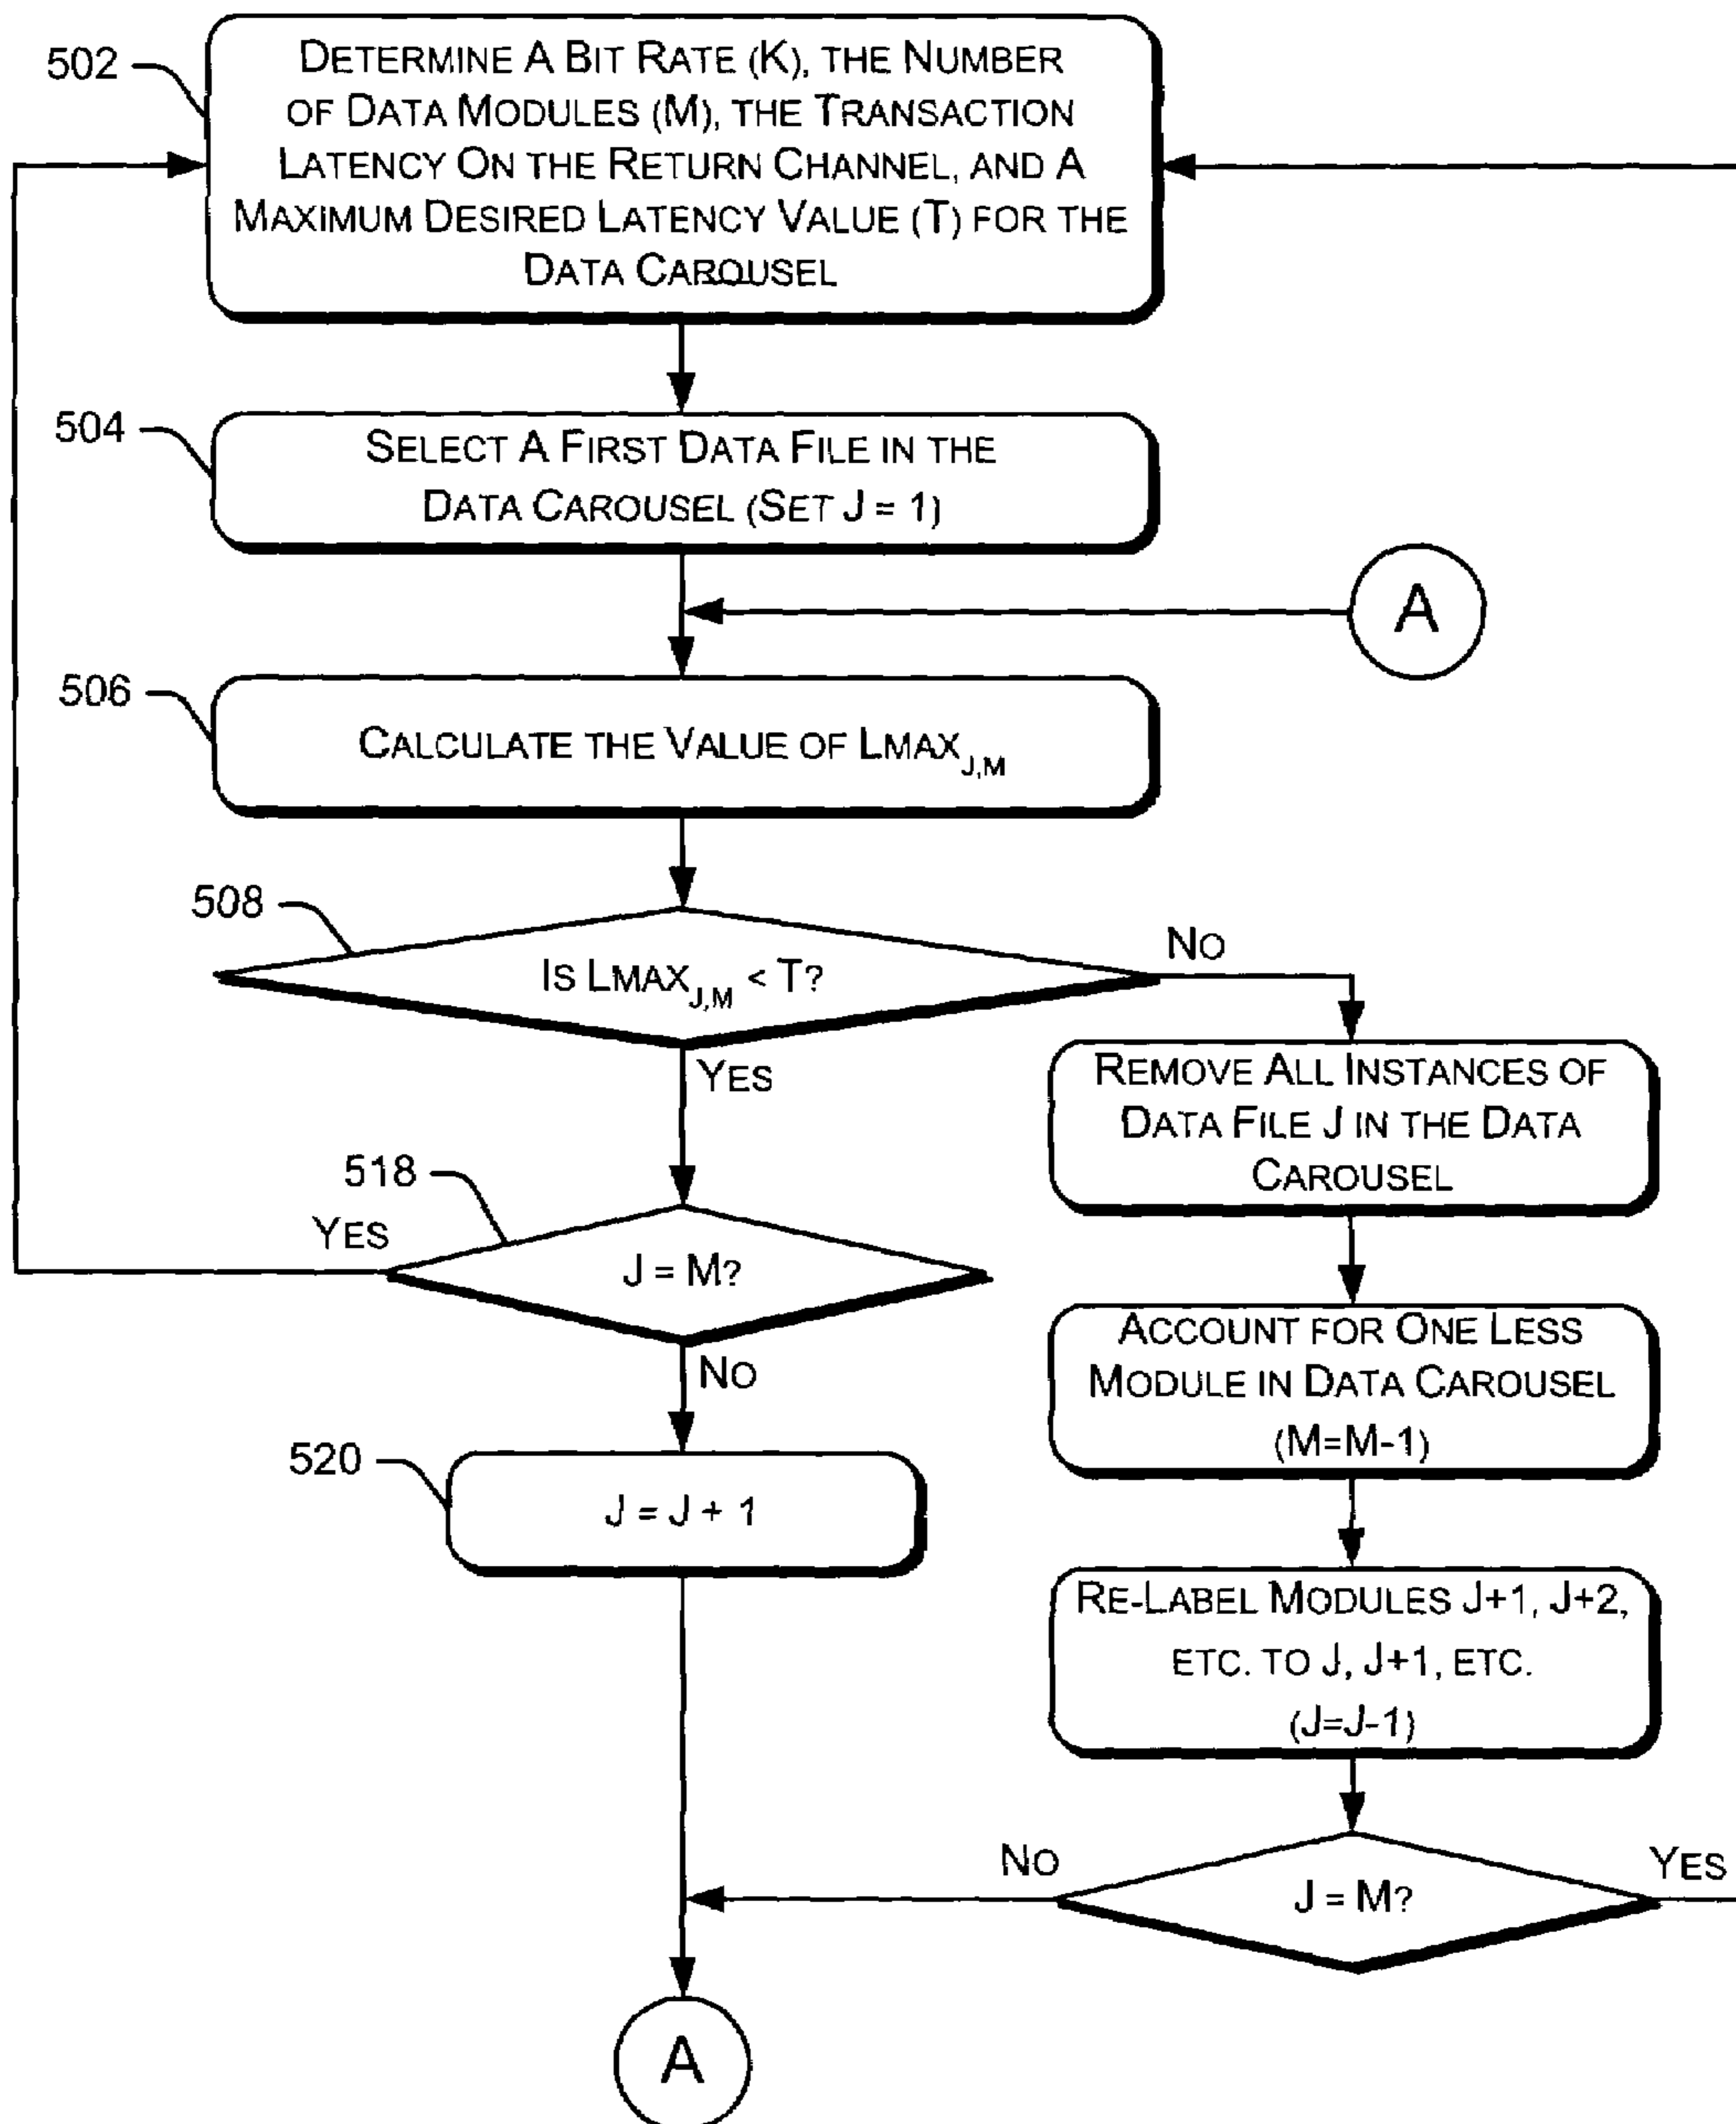 502
DETERMINE A BIT RATE (K), THE NUMBER
OF DATA MODULES (M), THE TRANSACTION
LATENCY ON THE RETURN CHANNEL, AND A
MAXIMUM DESIRED LATENCY VALUE (T) FOR THE
DATA CAROUSEL
504
SELECT A FIRST DATA FILE IN THE
DATA CAROUSEL (SET J = 1)
A
506
CALCULATE THE VALUE OF LMAX J,M
508
IS LMAX J,M < T?
NO
YES
REMOVE ALL INSTANCES OF
DATA FILE J IN THE DATA
CAROUSEL
518
YES
J = M?
NO
ACCOUNT FOR ONE LESS
MODULE IN DATA CAROUSEL
(M=M-1)
520
J = J + 1
RE-LABEL MODULES J+1, J+2,
ETC. TO J, J+1, ETC.
(J=J-1)
NO
J = M?
YES
A